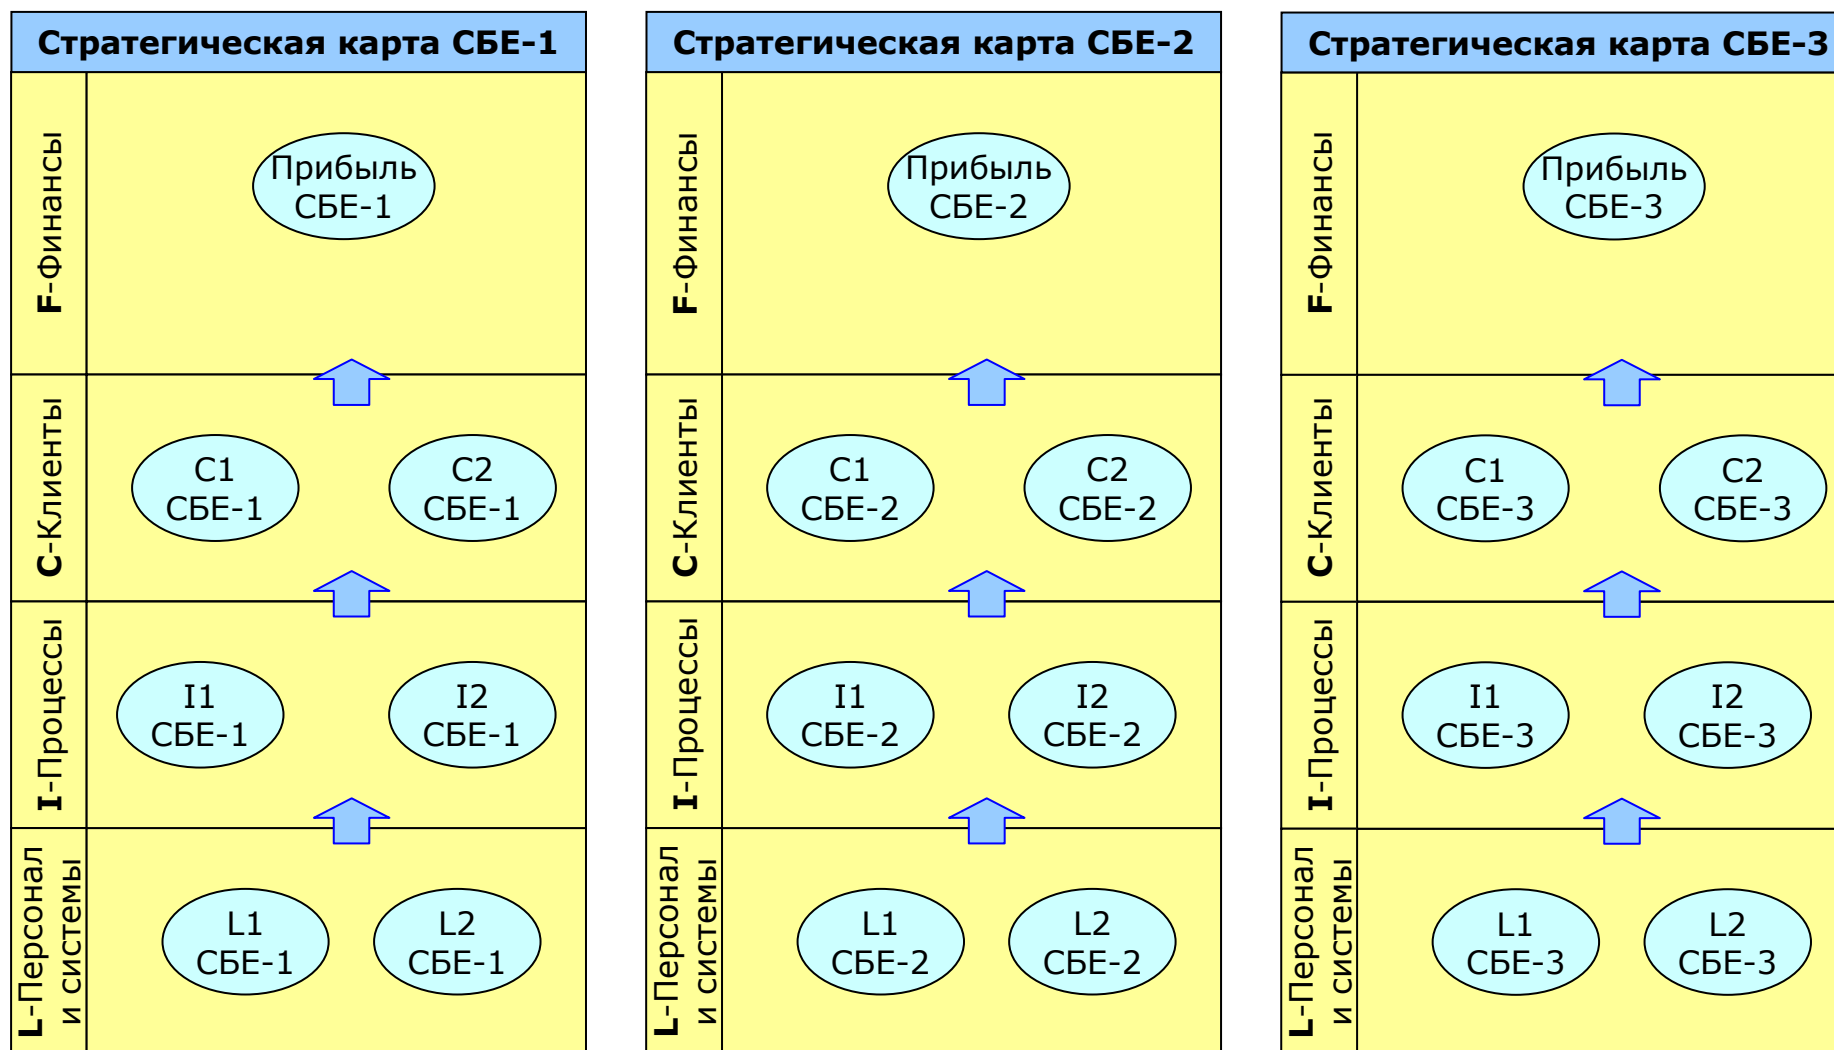 Стратегическая карта СБЕ-1
F-Финансы
Прибыль
СБЕ-1
C-Клиенты
C1
СБЕ-1
C2
СБЕ-1
I-Процессы
I1
СБЕ-1
I2
СБЕ-1
L-Персонал
и системы
L1
СБЕ-1
L2
СБЕ-1
Стратегическая карта СБЕ-2
F-Финансы
Прибыль
СБЕ-2
C-Клиенты
C1
СБЕ-2
C2
СБЕ-2
I-Процессы
I1
СБЕ-2
I2
СБЕ-2
L-Персонал
и системы
L1
СБЕ-2
L2
СБЕ-2
Стратегическая карта СБЕ-3
F-Финансы
Прибыль
СБЕ-3
C-Клиенты
C1
СБЕ-3
C2
СБЕ-3
I-Процессы
I1
СБЕ-3
I2
СБЕ-3
L-Персонал
и системы
L1
СБЕ-3
L2
СБЕ-3